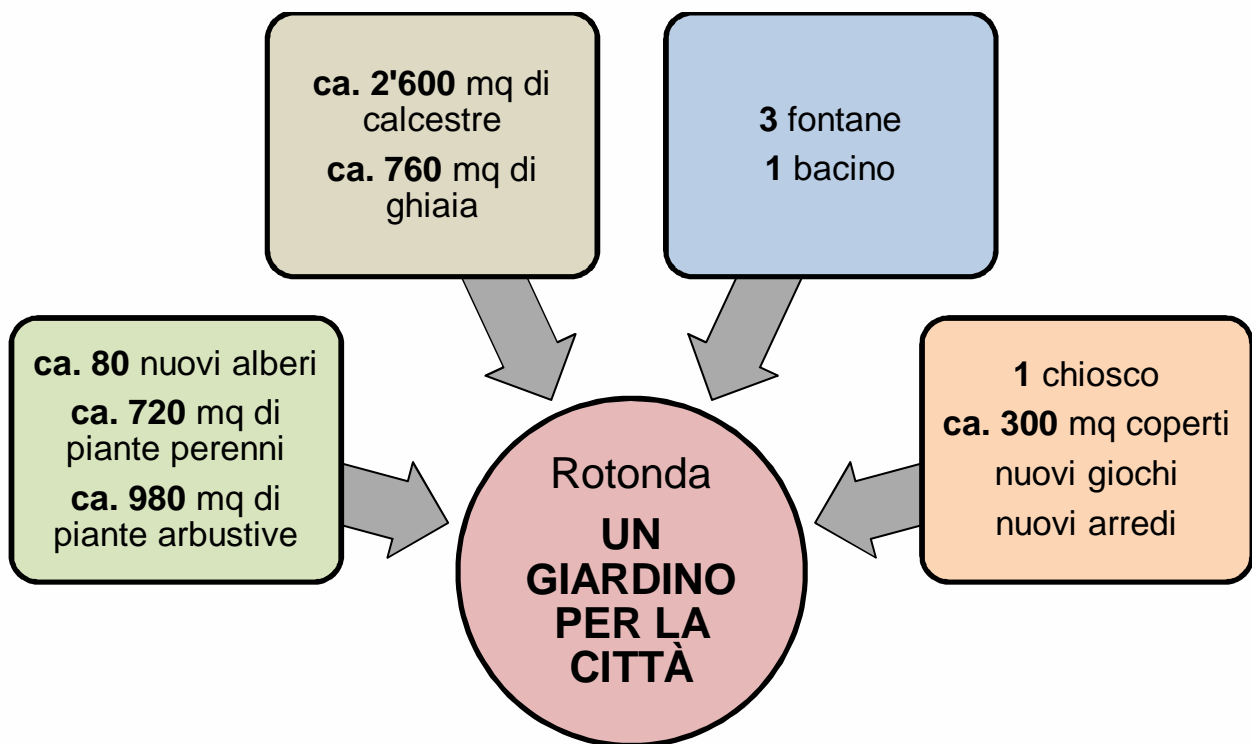 ca. 2'600 mq di
calcestre
ca. 760 mq di
ghiaia
3 fontane
1 bacino
ca. 80 nuovi alberi
ca. 720 mq di
piante perenni
ca. 980 mq di
piante arbustive
1 chiosco
ca. 300 mq coperti
nuovi giochi
nuovi arredi
Rotonda
UN
GIARDINO
PER LA
CITTÀ